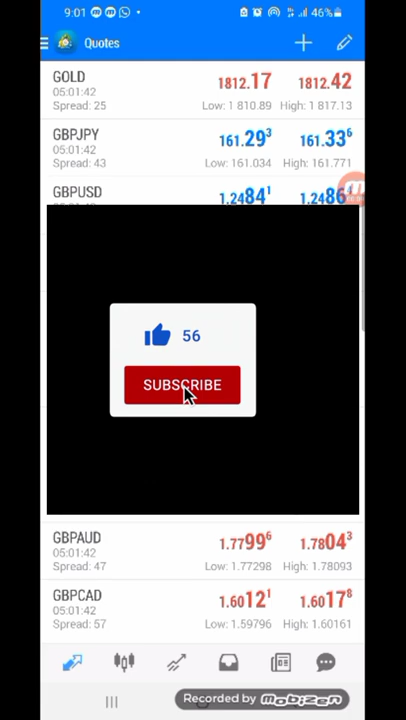 9:01
46%
Quotes
GOLD
1812.17
1812.42
05:01:42
Spread: 25
Low: 1 810.89
High: 1 817.13
GBPJPY
161.29³
161.33⁶
05:01:42
Spread: 43
Low: 161.034
High: 161.771
GBPUSD
1.2484¹
1.2486
56
SUBSCRIBE
GBPAUD
1.7799⁶
1.7804³
05:01:42
Spread: 47
Low: 1.77298
High: 1.78093
GBPCAD
1.6012¹
1.6017⁸
05:01:42
Spread: 57
Low: 1.59796
High: 1.60161
Recorded by mobizen